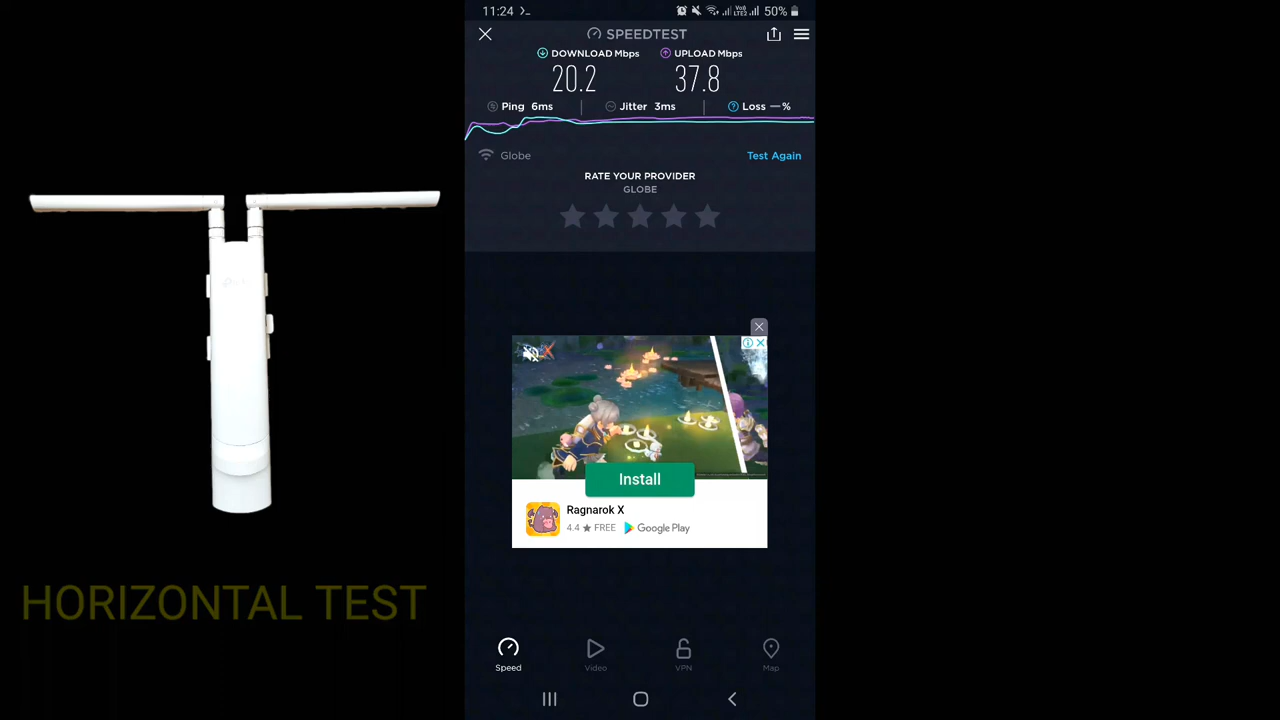 11:24
VoLTE2
50%
SPEEDTEST
DOWNLOAD Mbps
UPLOAD Mbps
20.2
37.8
Ping 6ms
Jitter 3ms
Loss — %
Globe
Test Again
RATE YOUR PROVIDER
GLOBE
Install
Ragnarok X
4.4 ★ FREE
Google Play
HORIZONTAL TEST
Speed
Video
VPN
Map